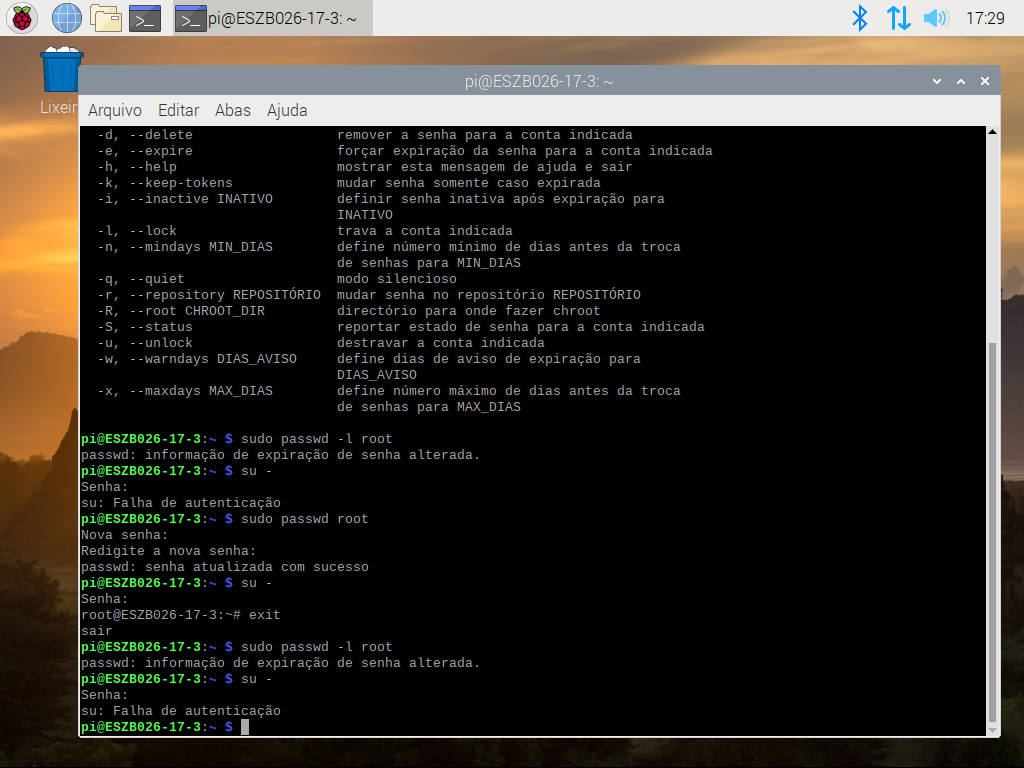 pi@ESZB026-17-3: ~
17:29
Lixeir
pi@ESZB026-17-3: ~
Arquivo Editar Abas Ajuda
-d, --delete remover a senha para a conta indicada
-e, --expire forçar expiração da senha para a conta indicada
-h, --help mostrar esta mensagem de ajuda e sair
-k, --keep-tokens mudar senha somente caso expirada
-i, --inactive INATIVO definir senha inativa após expiração para
INATIVO
-l, --lock trava a conta indicada
-n, --mindays MIN_DIAS define número mínimo de dias antes da troca
de senhas para MIN_DIAS
-q, --quiet modo silencioso
-r, --repository REPOSITÓRIO mudar senha no repositório REPOSITÓRIO
-R, --root CHROOT_DIR directório para onde fazer chroot
-S, --status reportar estado de senha para a conta indicada
-u, --unlock destravar a conta indicada
-w, --warndays DIAS_AVISO define dias de aviso de expiração para
DIAS_AVISO
-x, --maxdays MAX_DIAS define número máximo de dias antes da troca
de senhas para MAX_DIAS
pi@ESZB026-17-3:~ $ sudo passwd -l root
passwd: informação de expiração de senha alterada.
pi@ESZB026-17-3:~ $ su -
Senha:
su: Falha de autenticação
pi@ESZB026-17-3:~ $ sudo passwd root
Nova senha:
Redigite a nova senha:
passwd: senha atualizada com sucesso
pi@ESZB026-17-3:~ $ su -
Senha:
root@ESZB026-17-3:~# exit
sair
pi@ESZB026-17-3:~ $ sudo passwd -l root
passwd: informação de expiração de senha alterada.
pi@ESZB026-17-3:~ $ su -
Senha:
su: Falha de autenticação
pi@ESZB026-17-3:~ $